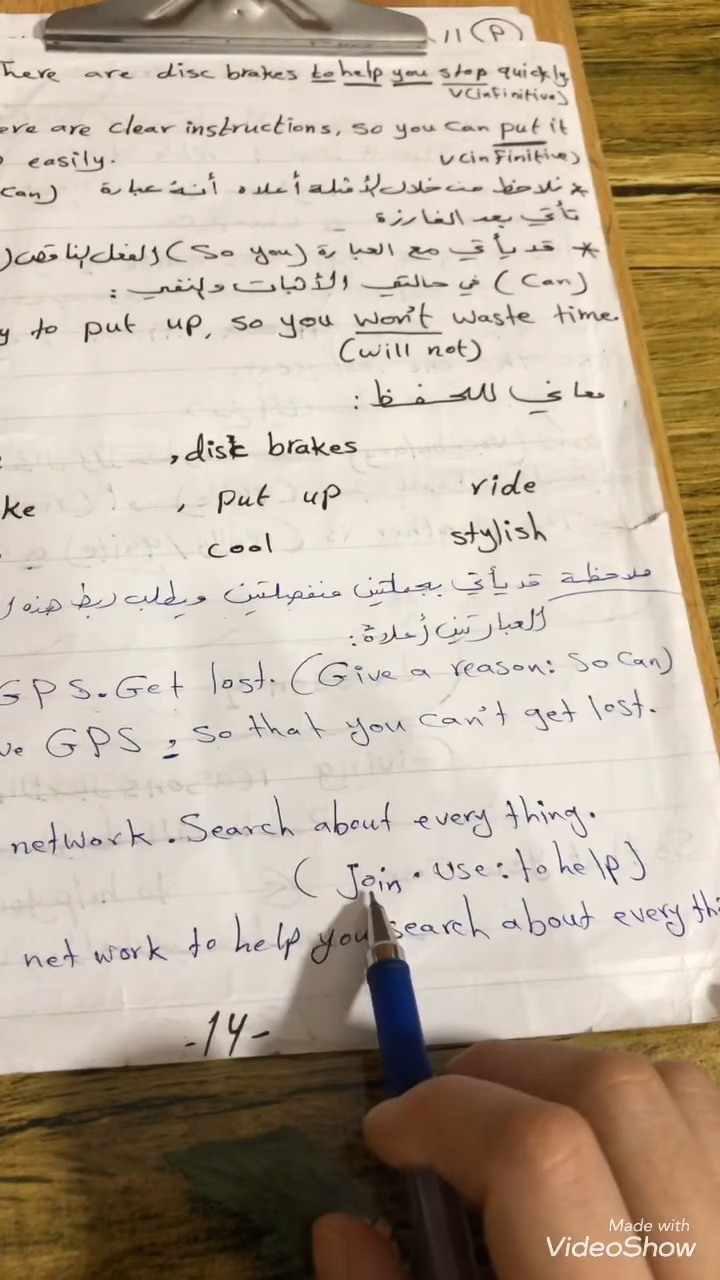 11 (P)
There are disc brakes to help you stop quickly
V(infinitive)
ere are clear instructions, so you can put it
easily.
V(infinitive)
* نلاحظ من خلال الأمثلة أعلاه أنه عبارة (can
تأتي بعد الفارزة
* قد يأتي مع العبارة (So you) الفعل الناقص (
(can) في حالتي الأثبات والنفي :
y to put up, so you won't waste time.
(will not)
معاني للحفظ :
, disk brakes
ke , put up ride
cool stylish
ملاحظة قد يأتي بجملتين منفصلتين ويطلب ربط هذه
العبارتين أعلاه :
GPS. Get lost. (Give a reason: so can)
ve GPS, so that you can't get lost.
network. Search about every thing.
(Join. Use: to help)
net work to help you search about every thi
-14-
Made with
VideoShow